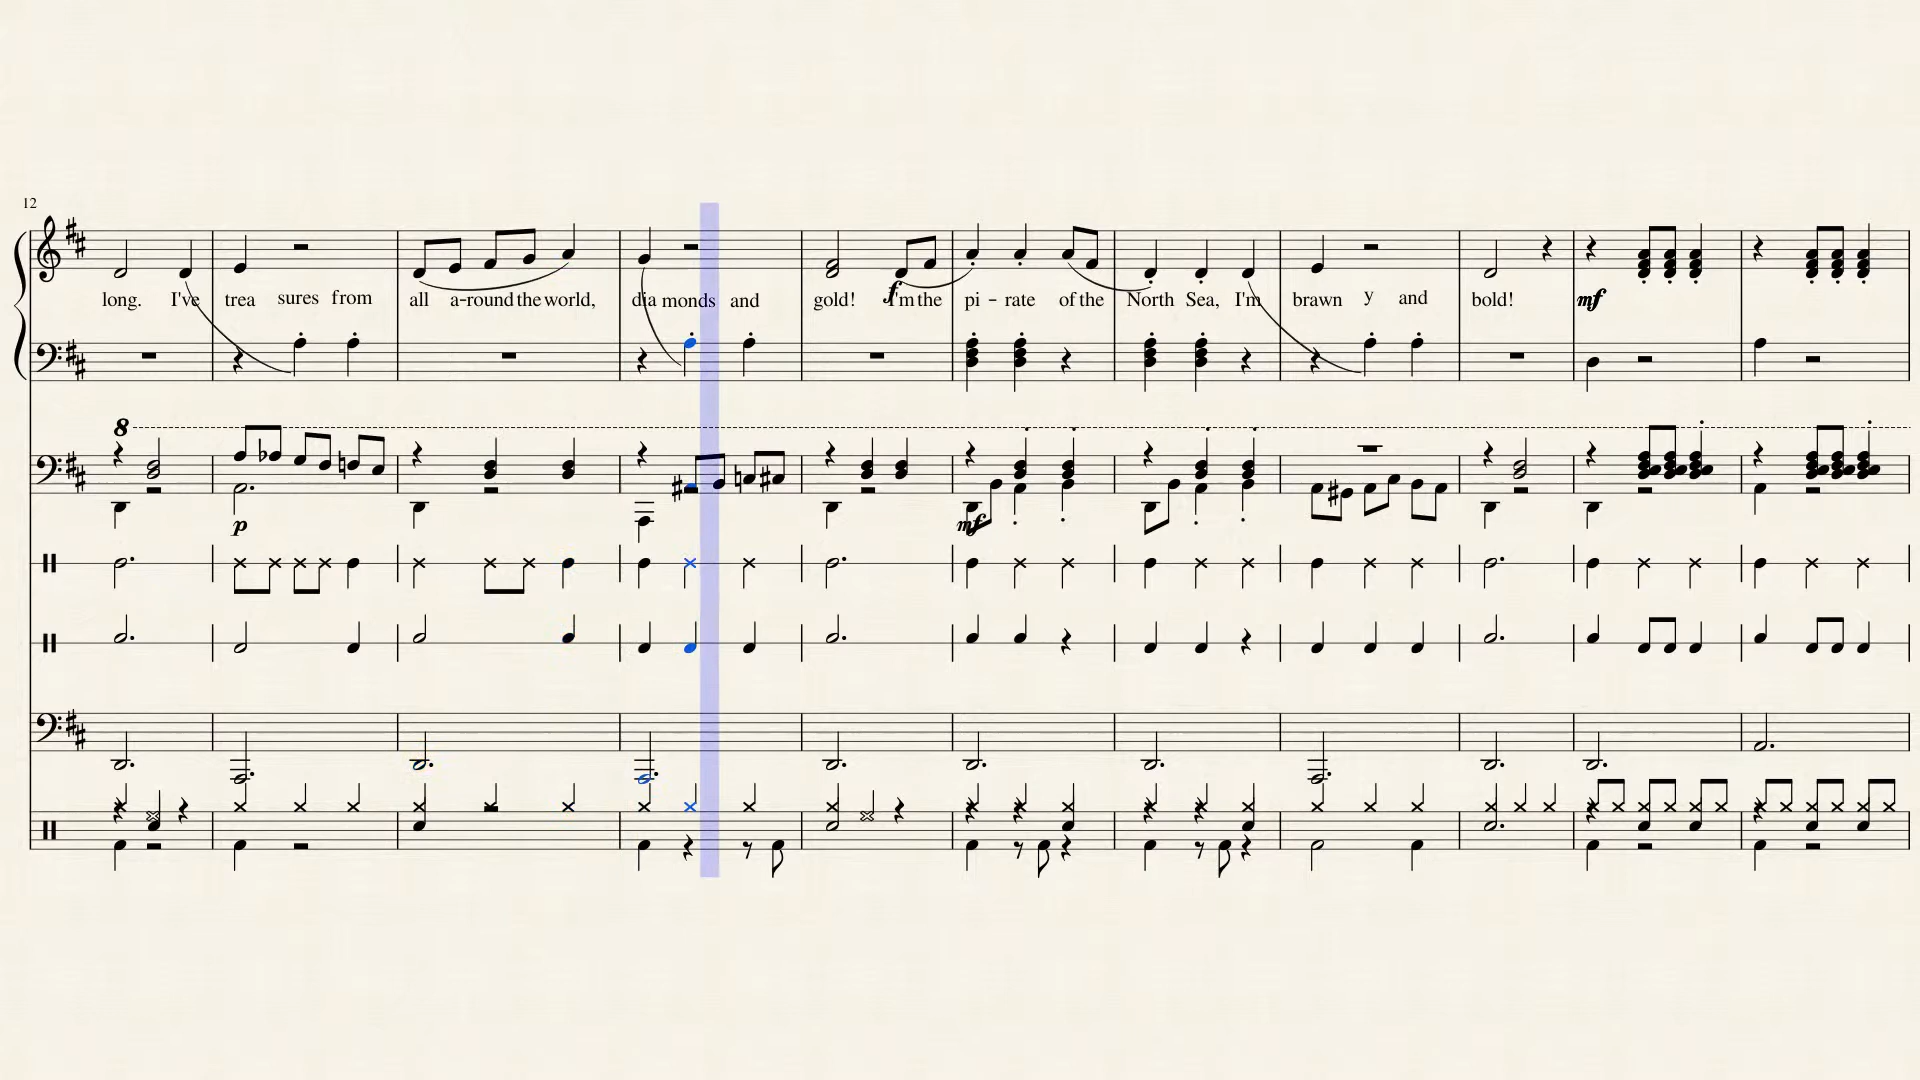 12
long. I've trea sures from all a-round the world, dia monds and gold! I'm the pi - rate of the North Sea, I'm brawn y and bold!
f
mf
8
p
mf